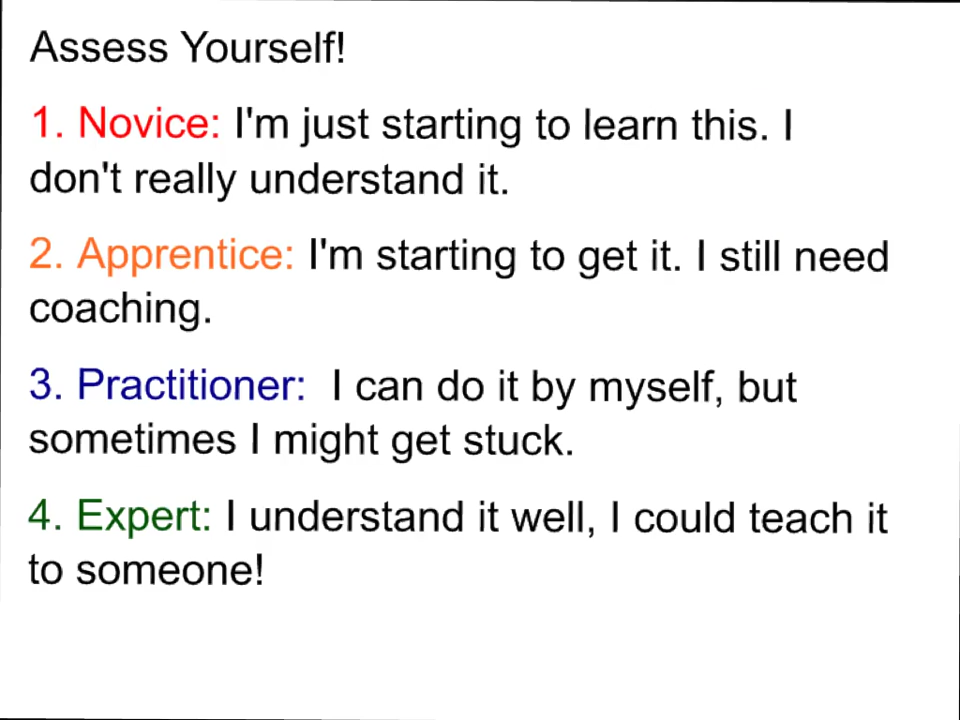 Assess Yourself!
1. Novice: I'm just starting to learn this. I
don't really understand it.
2. Apprentice: I'm starting to get it. I still need
coaching.
3. Practitioner:  I can do it by myself, but
sometimes I might get stuck.
4. Expert: I understand it well, I could teach it
to someone!